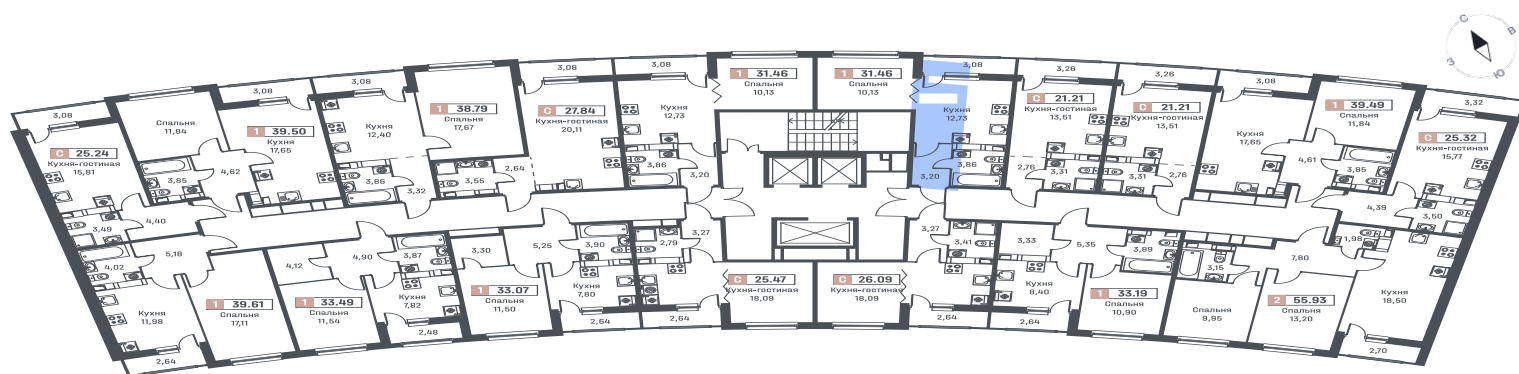 С
В
З
Ю
3,08
С 25.24
Кухня-гостиная
15,81
3,49
4,40
Спальня
11,84
3,85
4,62
3,08
1 39.50
Кухня
17,65
3,08
Кухня
12,40
3,86
3,32
1 38.79
Спальня
17,67
3,55
2,64
3,08
С 27.84
Кухня-гостиная
20,11
3,08
Кухня
12,73
3,86
3,20
1 31.46
10,13
1 31.46
10,13
3,08
Кухня
12,73
3,86
3,20
3,26
С 21.21
Кухня-гостиная
13,51
3,31
2,76
3,26
С 21.21
Кухня-гостиная
13,51
3,31
2,76
3,08
Кухня
17,65
4,61
1 39.49
Спальня
11,84
3,85
4,39
3,32
С 25.32
Кухня-гостиная
15,77
3,50
4,02
5,18
Кухня
11,98
2,64
1 39.61
Спальня
17,11
4,12
4,90
1 33.49
Спальня
11,54
3,87
Кухня
7,82
2,48
3,30
5,25
1 33.07
Спальня
11,50
3,90
Кухня
7,80
2,64
2,79
3,27
2,64
С 25.47
Кухня-гостиная
18,09
С 26.09
Кухня-гостиная
18,09
3,27
3,41
2,64
3,33
5,35
Кухня
8,40
2,64
3,89
1 33.19
Спальня
10,90
3,15
Спальня
9,95
7,80
2 55.93
Спальня
13,20
1,98
Кухня
18,50
2,70